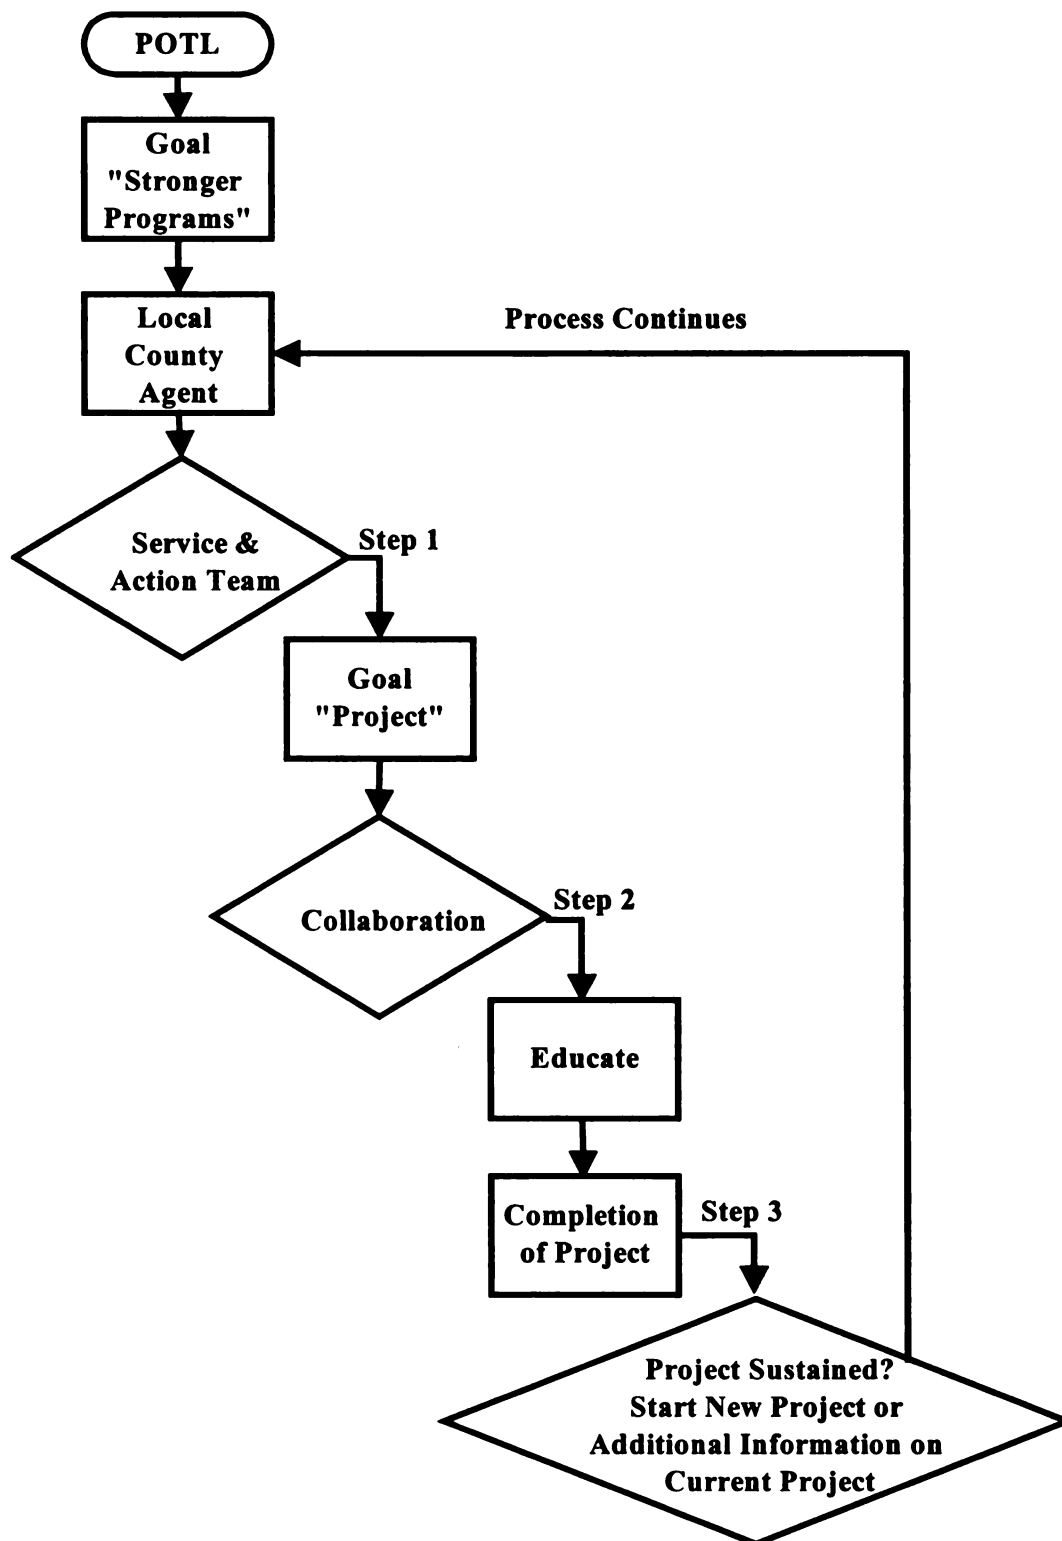 POTL
Goal
"Stronger
Programs"
Local
County
Agent
Process Continues
Service &
Action Team
Step 1
Goal
"Project"
Collaboration
Step 2
Educate
Completion
of Project
Step 3
Project Sustained?
Start New Project or
Additional Information on
Current Project